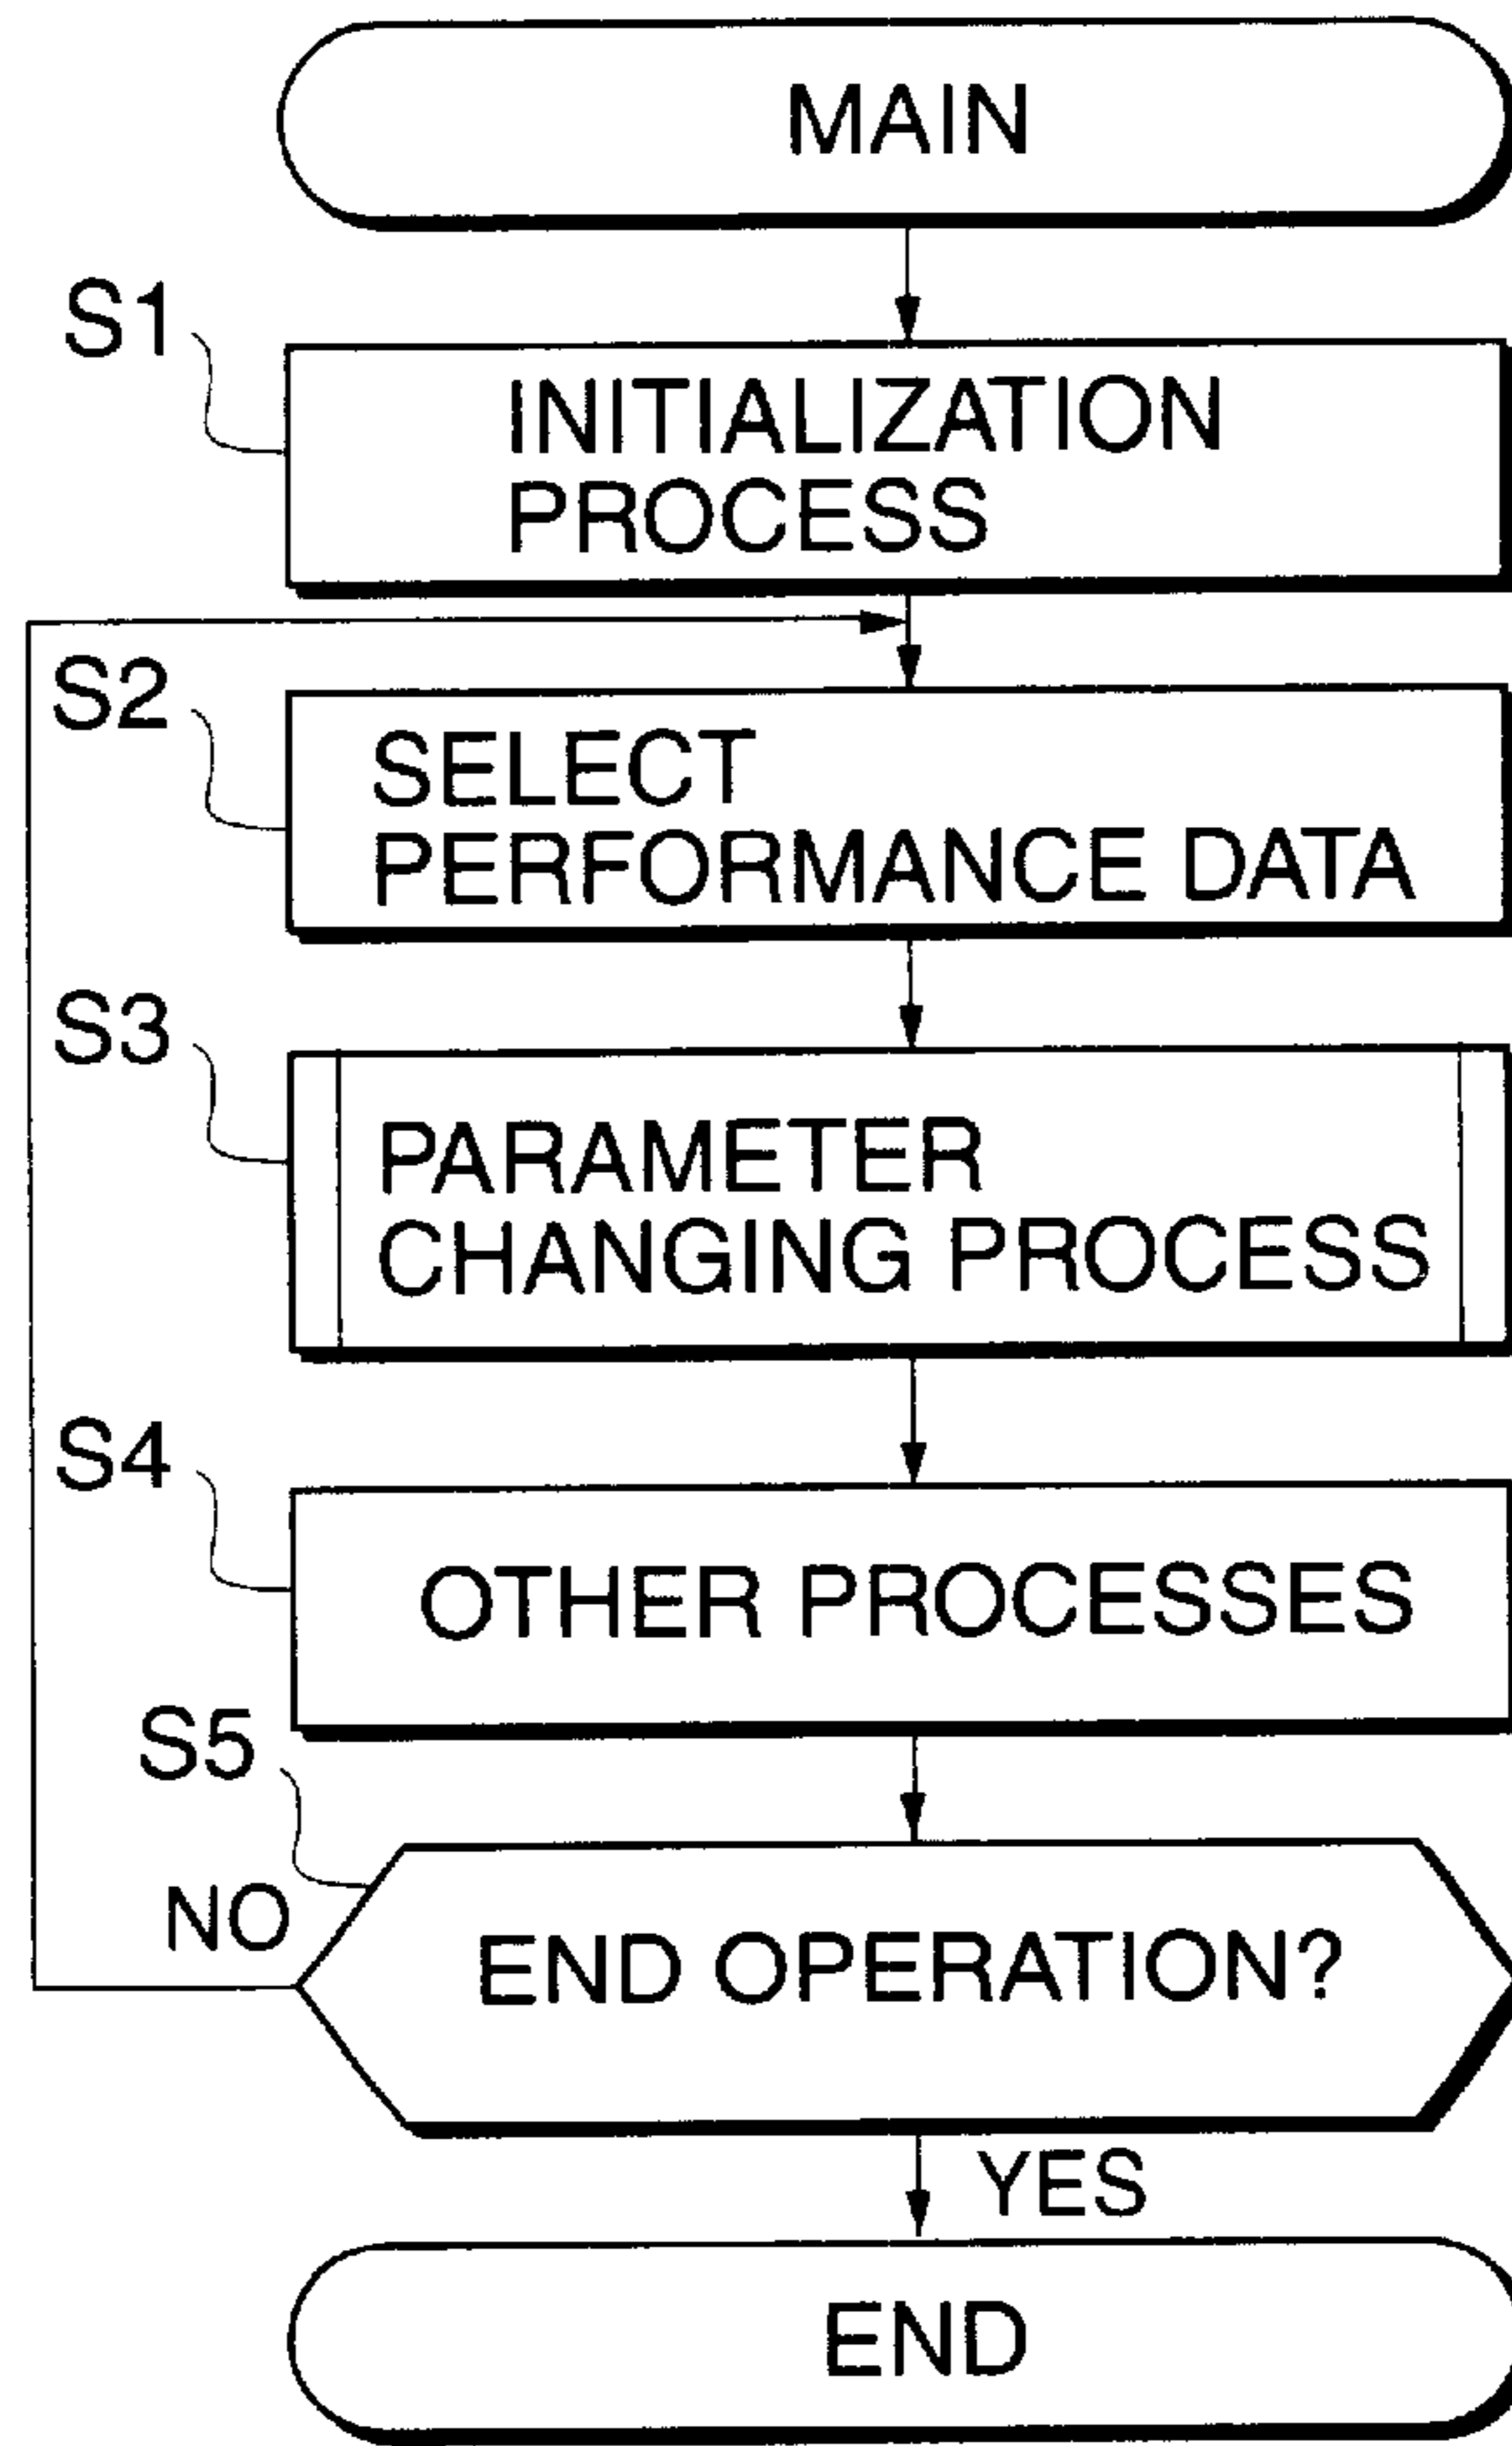 MAIN
S1
INITIALIZATION
PROCESS
S2
SELECT
PERFORMANCE DATA
S3
PARAMETER
CHANGING PROCESS
S4
OTHER PROCESSES
S5
NO
END OPERATION?
YES
END